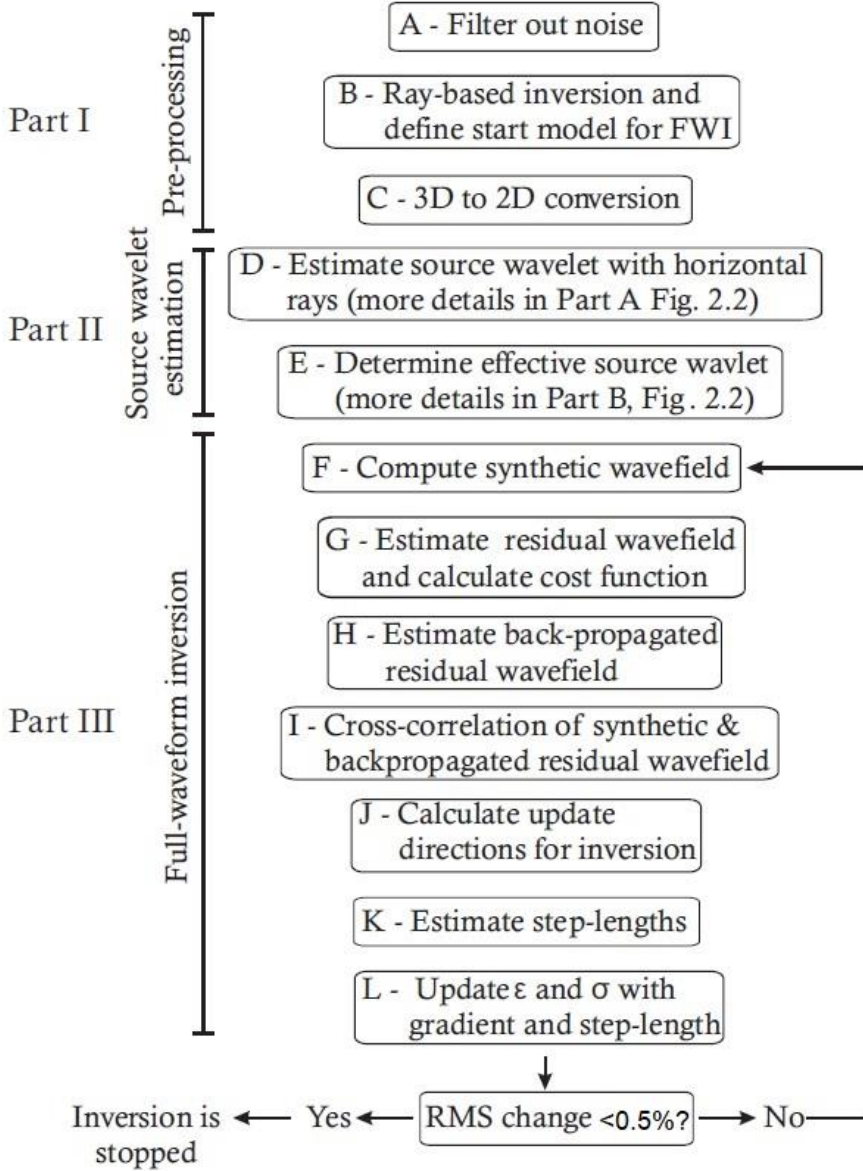 A - Filter out noise
B - Ray-based inversion and
define start model for FWI
C - 3D to 2D conversion
Part I
Pre-processing
D - Estimate source wavelet with horizontal
rays (more details in Part A Fig. 2.2)
E - Determine effective source wavlet
(more details in Part B, Fig. 2.2)
Part II
Source wavelet
estimation
F - Compute synthetic wavefield
G - Estimate residual wavefield
and calculate cost function
H - Estimate back-propagated
residual wavefield
I - Cross-correlation of synthetic &
backpropagated residual wavefield
J - Calculate update
directions for inversion
K - Estimate step-lengths
L - Update ε and σ with
gradient and step-length
Part III
Full-waveform inversion
RMS change <0.5%?
Yes
No
Inversion is
stopped